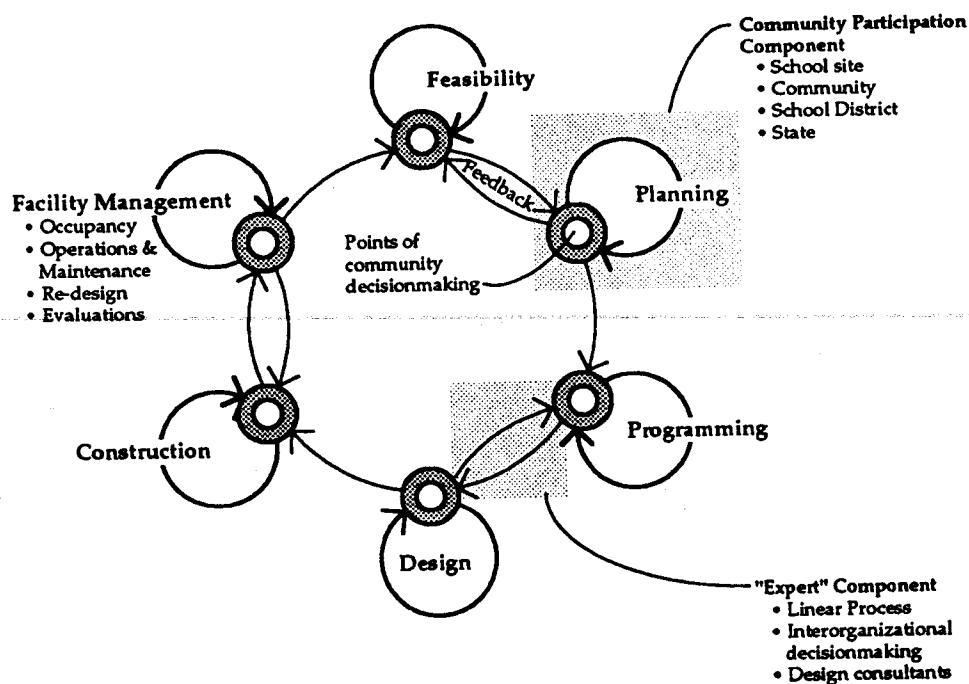 Community Participation
Component
• School site
• Community
• School District
• State
Feasibility
Feedback
Planning
Facility Management
• Occupancy
• Operations &
Maintenance
• Re-design
• Evaluations
Points of
community
decisionmaking
Programming
Construction
Design
"Expert" Component
• Linear Process
• Interorganizational
decisionmaking
• Design consultants